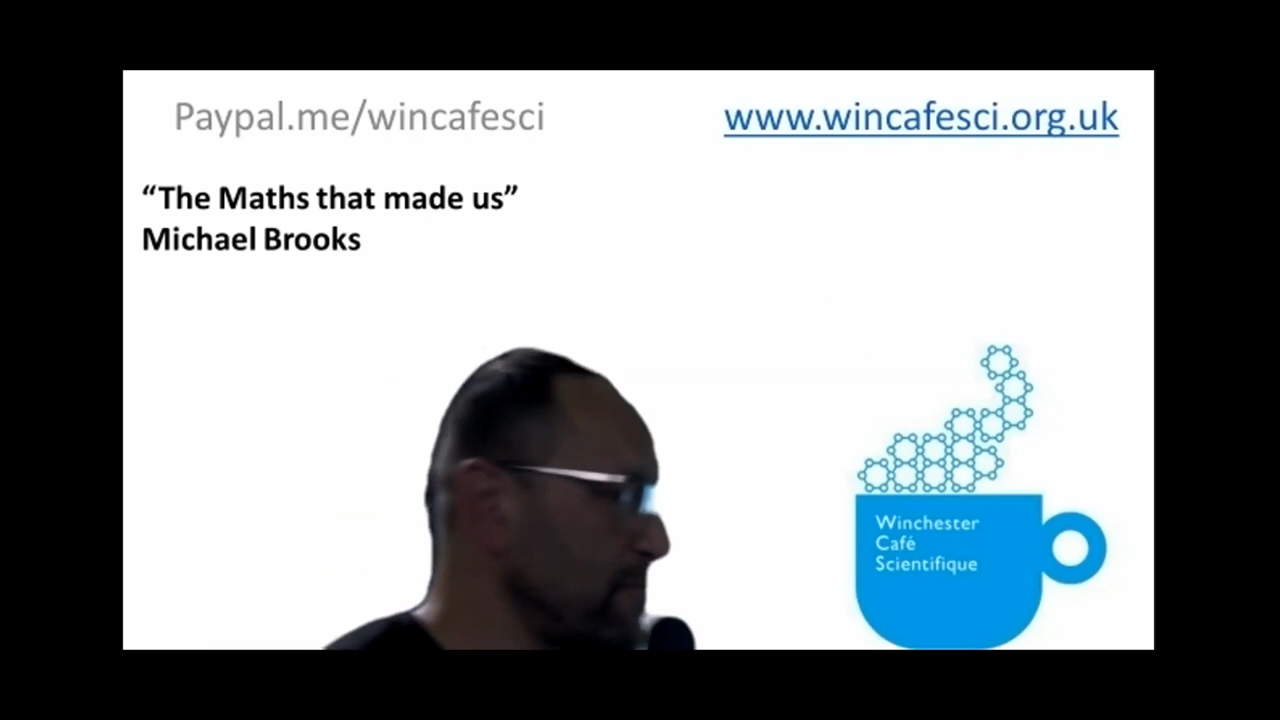 Paypal.me/wincafesci
www.wincafesci.org.uk
“The Maths that made us”
Michael Brooks
Winchester
Café
Scientifique